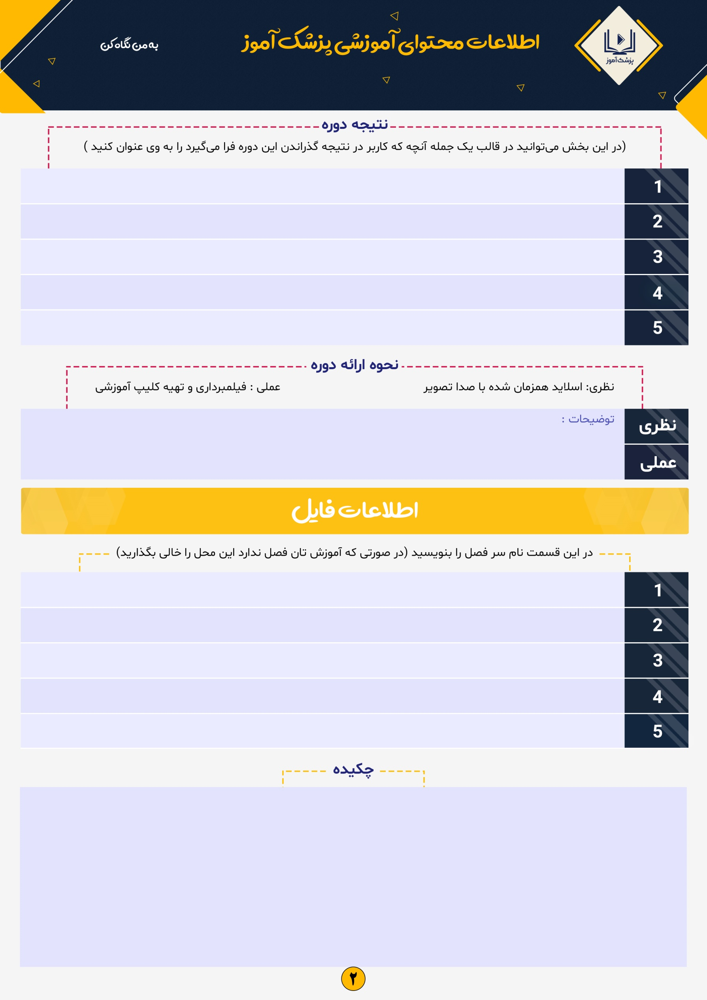 پزشک‌آموز
اطلاعات محتوای آموزشی پزشک آموز
به من نگاه کن
نتیجه دوره
(در این بخش می‌توانید در قالب یک جمله آنچه که کاربر در نتیجه گذراندن این دوره فرا می‌گیرد را به وی عنوان کنید )
1
2
3
4
5
نحوه ارائه دوره
نظری: اسلاید همزمان شده با صدا تصویر
عملی : فیلمبرداری و تهیه کلیپ آموزشی
نظری
توضیحات :
عملی
اطلاعات فایل
در این قسمت نام سر فصل را بنویسید (در صورتی که آموزش تان فصل ندارد این محل را خالی بگذارید)
1
2
3
4
5
چکیده
۲